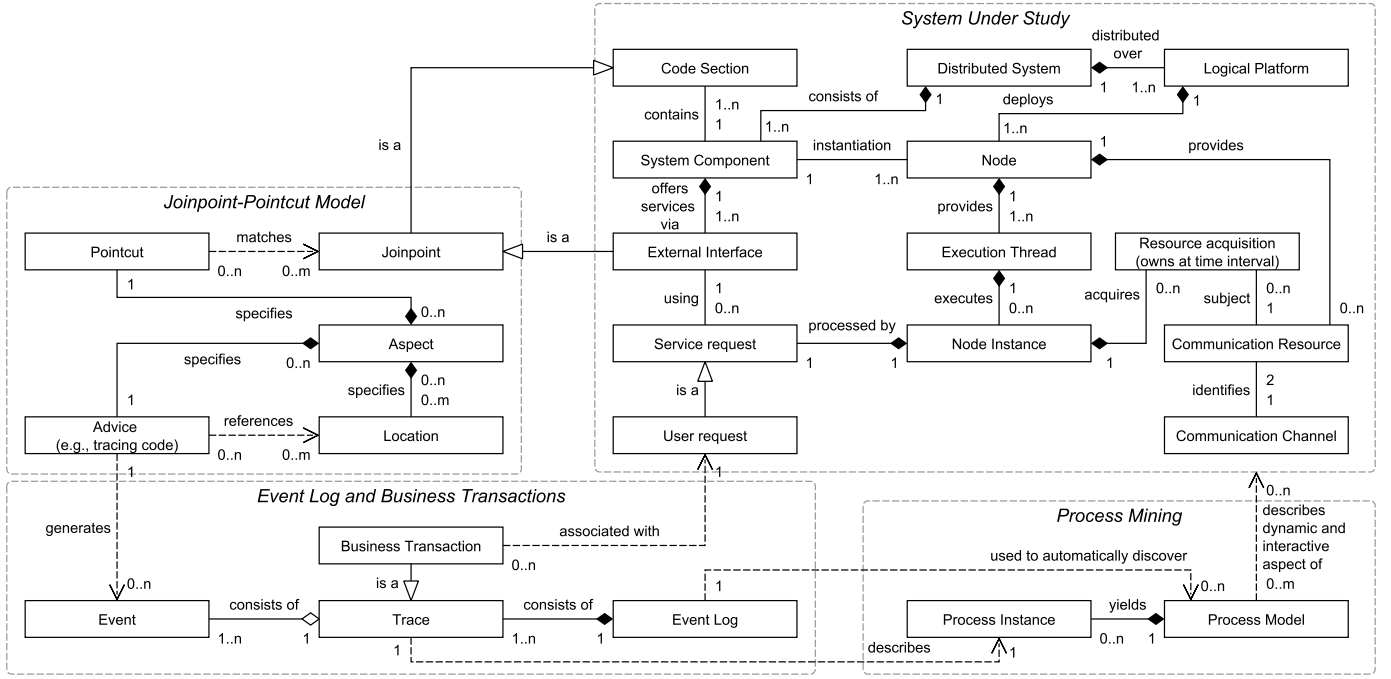 System Under Study
Code Section
Distributed System
distributed
over
1
1..n
Logical Platform
contains
1..n
1
consists of
1
1..n
deploys
1
1..n
is a
System Component
instantiation
1
1..n
Node
1
provides
offers
services
via
1
1..n
provides
1
1..n
Joinpoint-Pointcut Model
Pointcut
matches
0..n
0..m
Joinpoint
is a
External Interface
Execution Thread
Resource acquisition
(owns at time interval)
1
specifies
0..n
using
1
0..n
executes
1
0..n
acquires
0..n
subject
0..n
1
0..n
specifies
0..n
Aspect
Service request
processed by
1
1
Node Instance
1
Communication Resource
1
specifies
0..n
0..m
is a
identifies
2
1
Advice
(e.g., tracing code)
references
0..n
0..m
Location
User request
Communication Channel
1
1
Event Log and Business Transactions
Process Mining
0..n
describes
dynamic and
interactive
aspect of
0..m
generates
0..n
Business Transaction
associated with
0..n
is a
used to automatically discover
1
0..n
Event
consists of
1..n
1
Trace
consists of
1..n
1
Event Log
Process Instance
yields
0..n
1
Process Model
1
describes
1